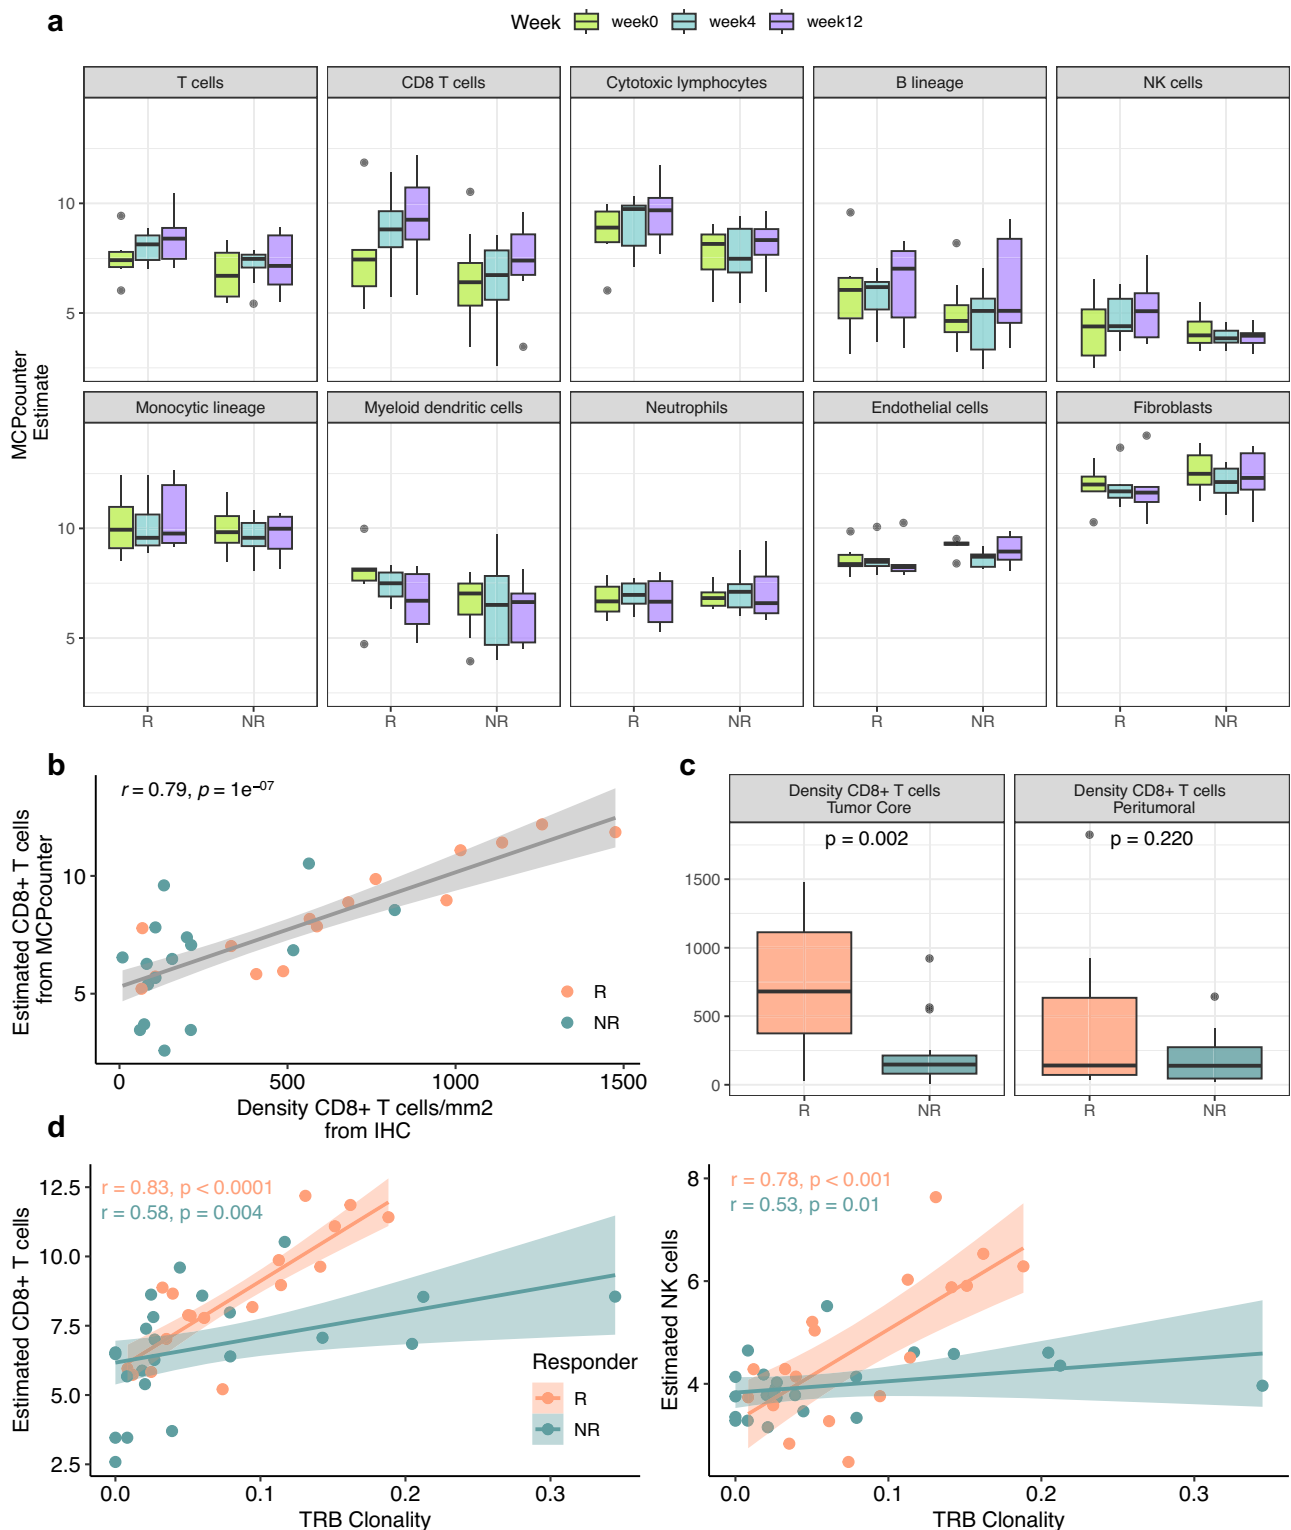 a
Week week0 week4 week12
T cells CD8 T cells Cytotoxic lymphocytes B lineage NK cells
10
5
MCPcounter
Estimate
Monocytic lineage Myeloid dendritic cells Neutrophils Endothelial cells Fibroblasts
10
5
R NR R NR R NR R NR R NR
b
r = 0.79, p = 1e−07
Estimated CD8+ T cells
from MCPcounter
10
5
R
NR
0 500 1000 1500
Density CD8+ T cells/mm2
from IHC
c
Density CD8+ T cells
Tumor Core
Density CD8+ T cells
Peritumoral
p = 0.002 p = 0.220
1500
1000
500
0
R NR R NR
d
r = 0.83, p < 0.0001
r = 0.58, p = 0.004
Estimated CD8+ T cells
12.5
10.0
7.5
5.0
2.5
Responder
R
NR
0.0 0.1 0.2 0.3
TRB Clonality
r = 0.78, p < 0.001
r = 0.53, p = 0.01
Estimated NK cells
8
6
4
0.0 0.1 0.2 0.3
TRB Clonality